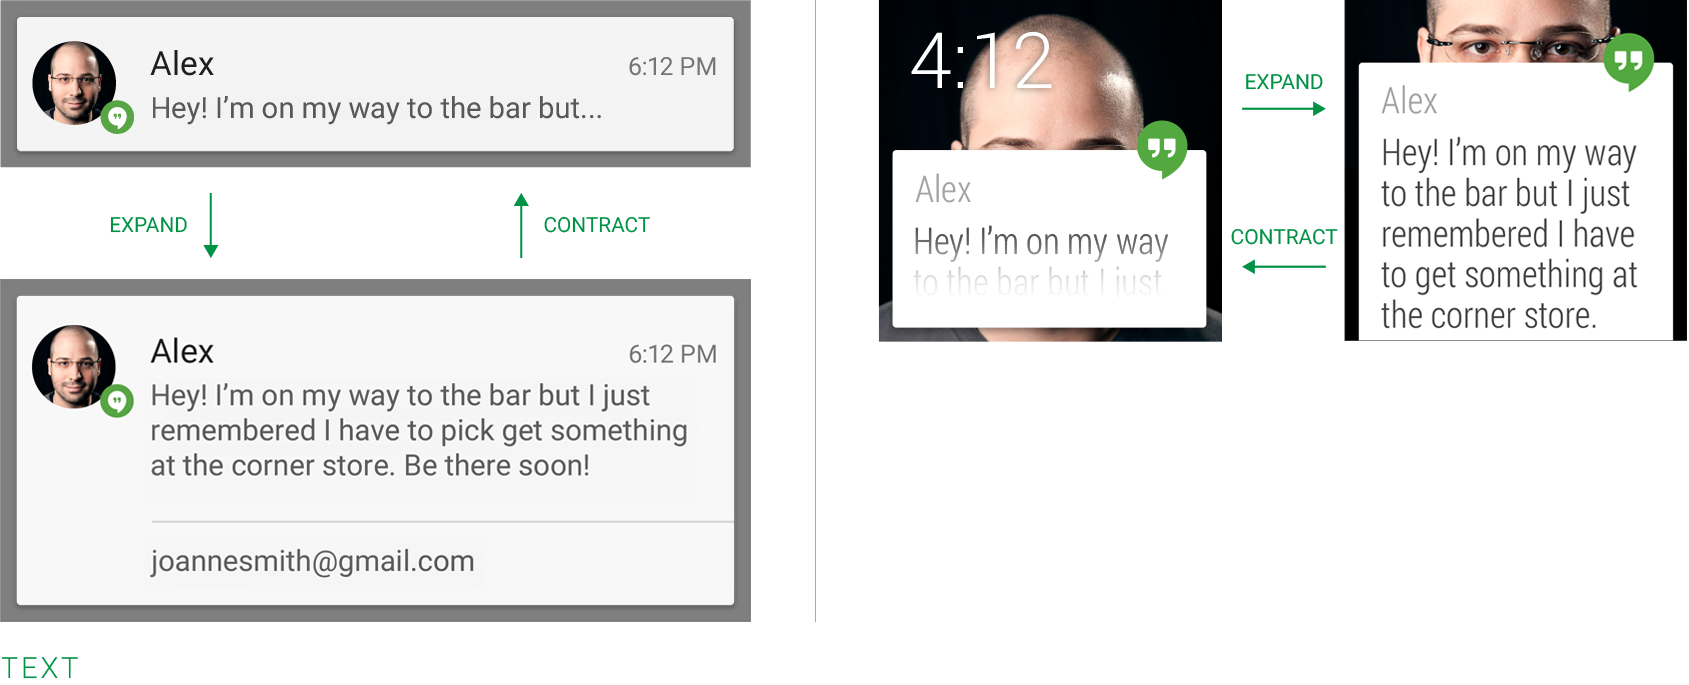 Alex
6:12 PM
Hey! I'm on my way to the bar but...
EXPAND
CONTRACT
Alex
6:12 PM
Hey! I'm on my way to the bar but I just
remembered I have to pick get something
at the corner store. Be there soon!
joannesmith@gmail.com
TEXT
4:12
Alex
Hey! I'm on my way
to the bar but I just
EXPAND
CONTRACT
Alex
Hey! I'm on my way
to the bar but I just
remembered I have
to get something at
the corner store.